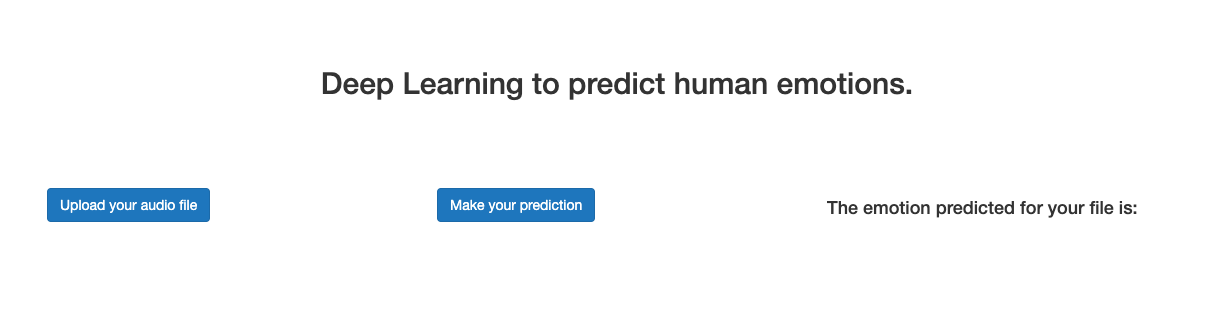 Deep Learning to predict human emotions.
Upload your audio file
Make your prediction
The emotion predicted for your file is: